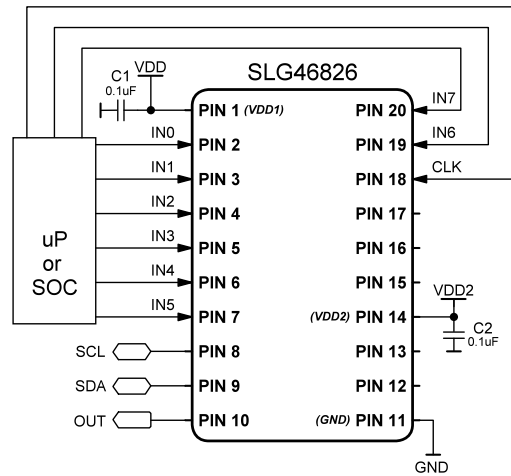 VDD
C1
0.1uF
SLG46826
PIN 1 (VDD1)
PIN 20
IN7
IN0
PIN 2
PIN 19
IN6
IN1
PIN 3
PIN 18
CLK
IN2
PIN 4
PIN 17
uP
or
SOC
IN3
PIN 5
PIN 16
IN4
PIN 6
PIN 15
VDD2
IN5
PIN 7
(VDD2) PIN 14
C2
0.1uF
SCL
PIN 8
PIN 13
SDA
PIN 9
PIN 12
OUT
PIN 10
(GND) PIN 11
GND